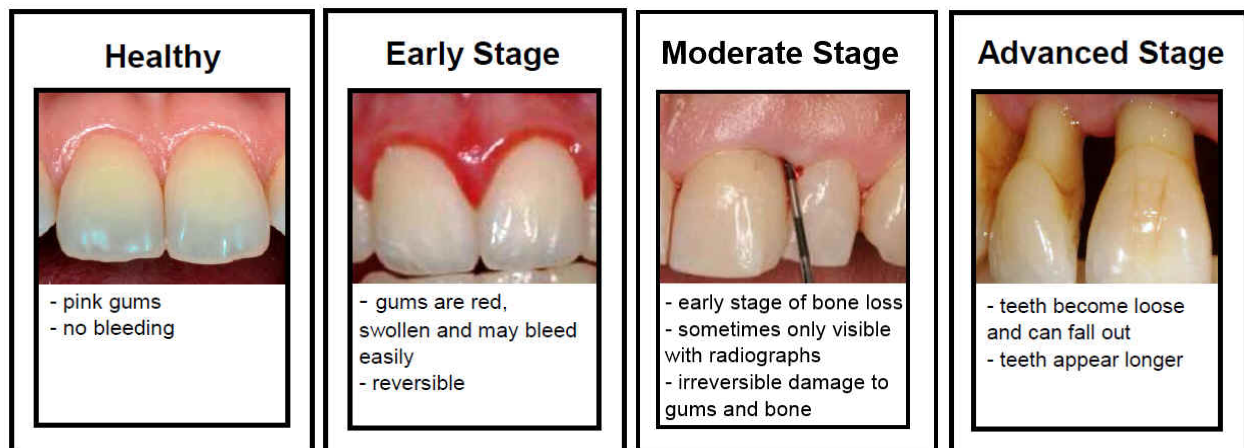 Healthy
- pink gums
- no bleeding
Early Stage
- gums are red,
swollen and may bleed
easily
- reversible
Moderate Stage
- early stage of bone loss
- sometimes only visible
with radiographs
- irreversible damage to
gums and bone
Advanced Stage
- teeth become loose
and can fall out
- teeth appear longer